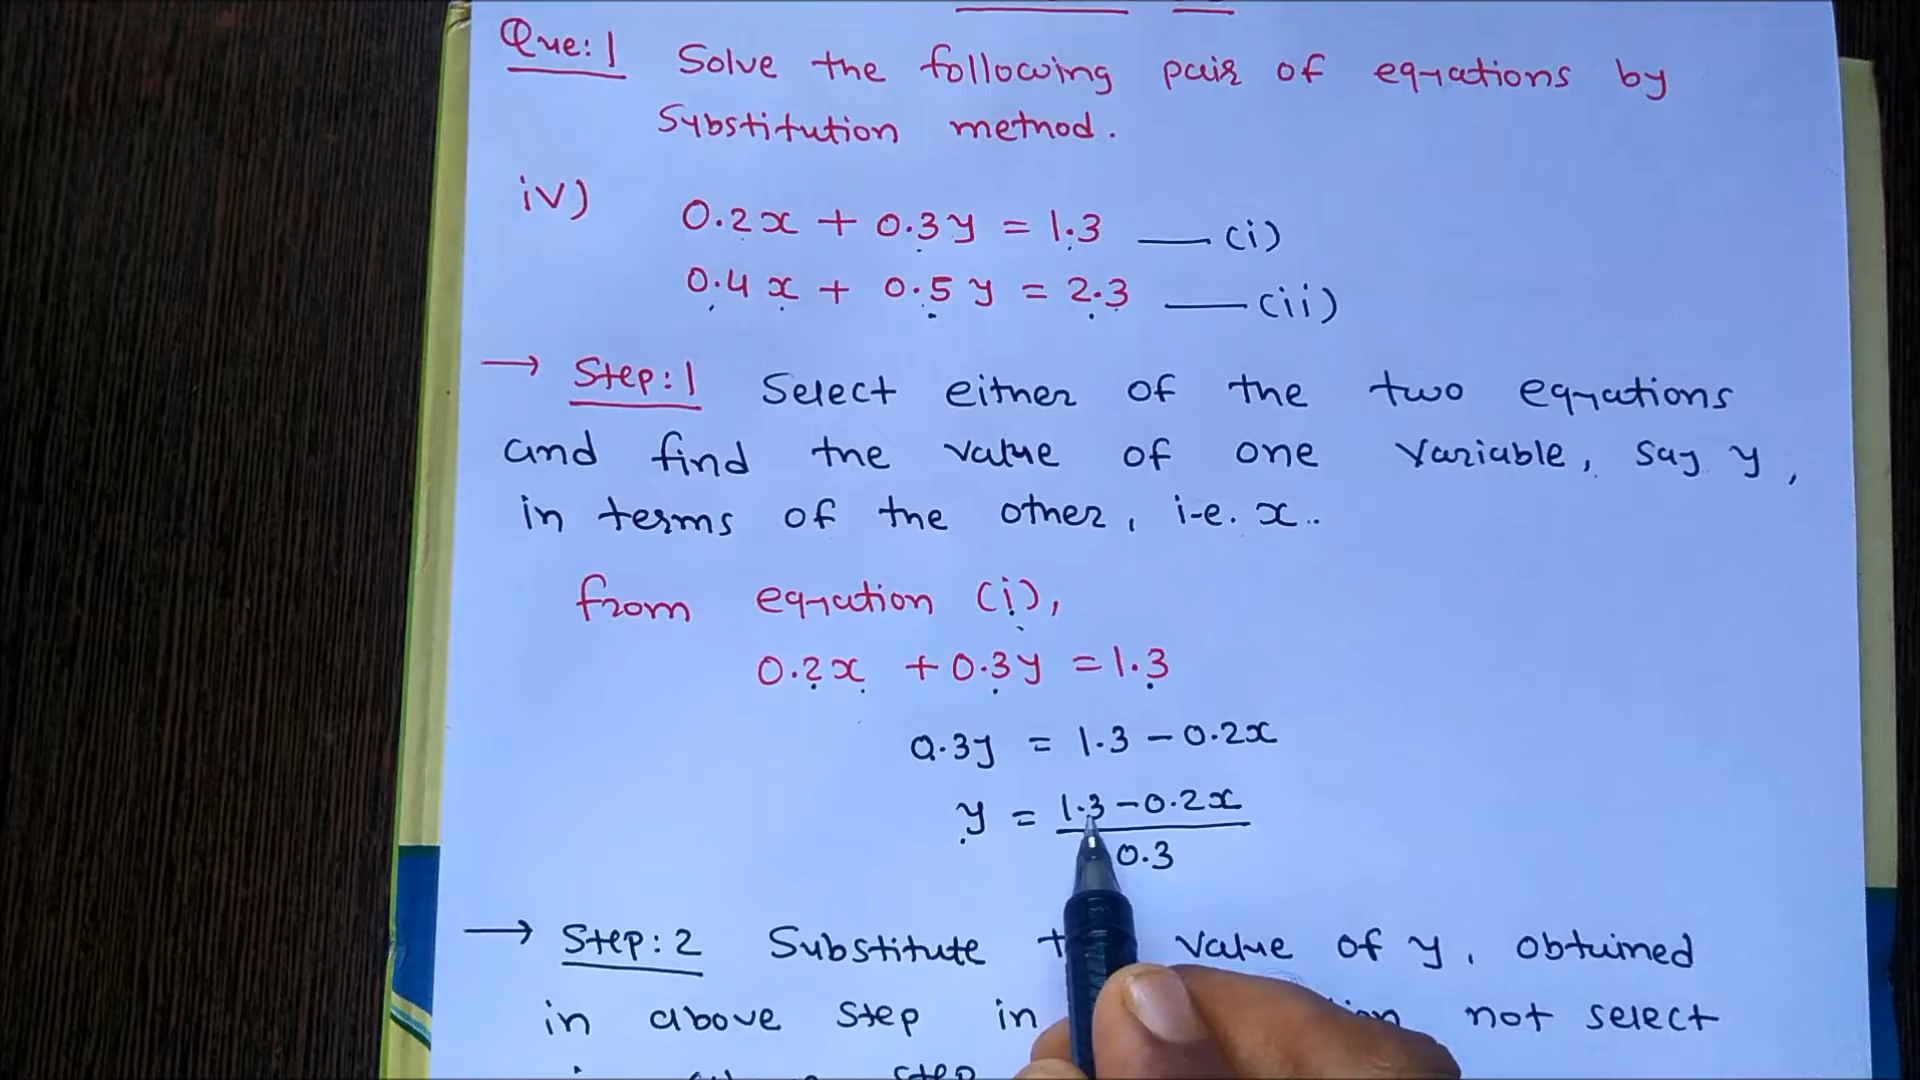 Que: 1 Solve the following pair of equations by
Substitution method.
iv) 0.2x + 0.3y = 1.3 —— (i)
0.4x + 0.5y = 2.3 —— (ii)
→ Step: 1 Select either of the two equations
and find the value of one variable, say y,
in terms of the other, i.e. x..
from equation (i),
0.2x + 0.3y = 1.3
0.3y = 1.3 - 0.2x
y = \frac{1.3 - 0.2x}{0.3}
→ Step: 2 Substitute value of y, obtained
in above step in not select
step